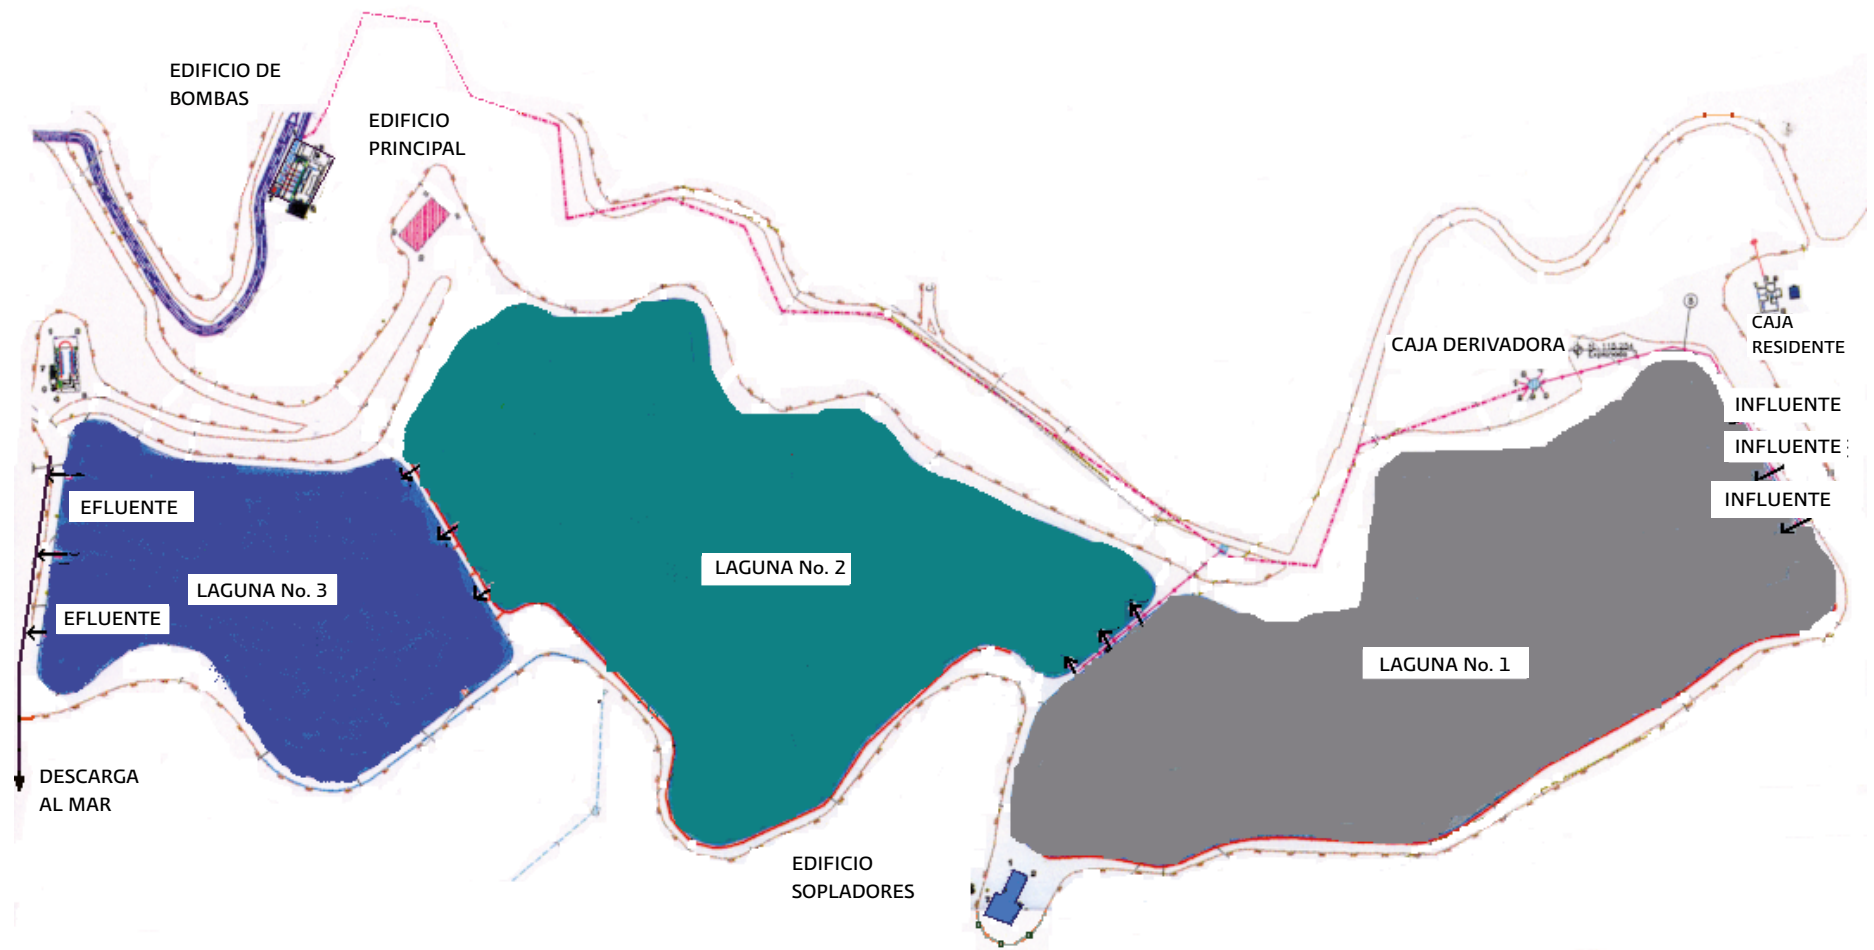 EDIFICIO DE
BOMBAS
EDIFICIO
PRINCIPAL
CAJA
RESIDENTE
CAJA DERIVADORA
8
INFLUENTE
INFLUENTE
INFLUENTE
EFLUENTE
LAGUNA No. 3
LAGUNA No. 2
EFLUENTE
LAGUNA No. 1
DESCARGA
AL MAR
EDIFICIO
SOPLADORES